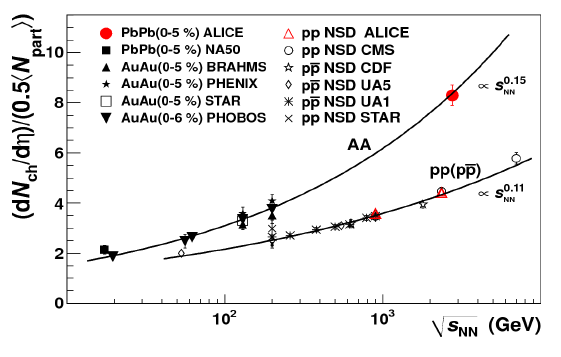 (dN_ch/dη)/(0.5⟨N_part⟩)
10
8
6
4
2
0
PbPb(0-5 %) ALICE
PbPb(0-5 %) NA50
AuAu(0-5 %) BRAHMS
AuAu(0-5 %) PHENIX
AuAu(0-5 %) STAR
AuAu(0-6 %) PHOBOS
pp NSD ALICE
pp NSD CMS
pp̅ NSD CDF
pp̅ NSD UA5
pp̅ NSD UA1
pp NSD STAR
∝ s_NN^0.15
AA
pp(pp̅)
∝ s_NN^0.11
10²
10³
√s_NN (GeV)